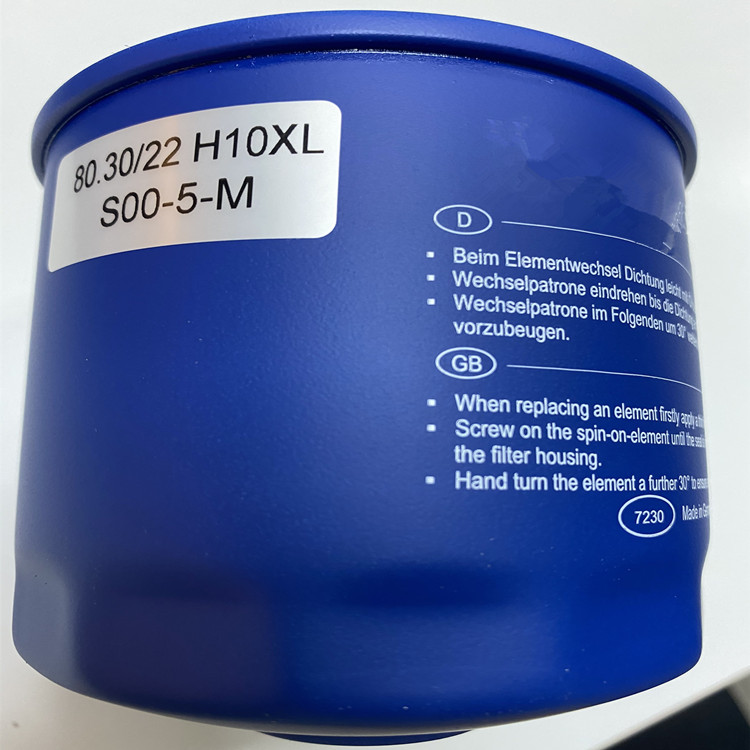 80.30/22 H10XL
S00-5-M
D
▪ Beim Elementwechsel Dichtung leicht mit
▪ Wechselpatrone eindrehen bis die
▪ Wechselpatrone im Folgenden um 30°
vorzubeugen.
GB
▪ When replacing an element firstly apply a
▪ Screw on the spin-on-element until the seal
the filter housing.
▪ Hand turn the element a further 30° to
7230
Made in